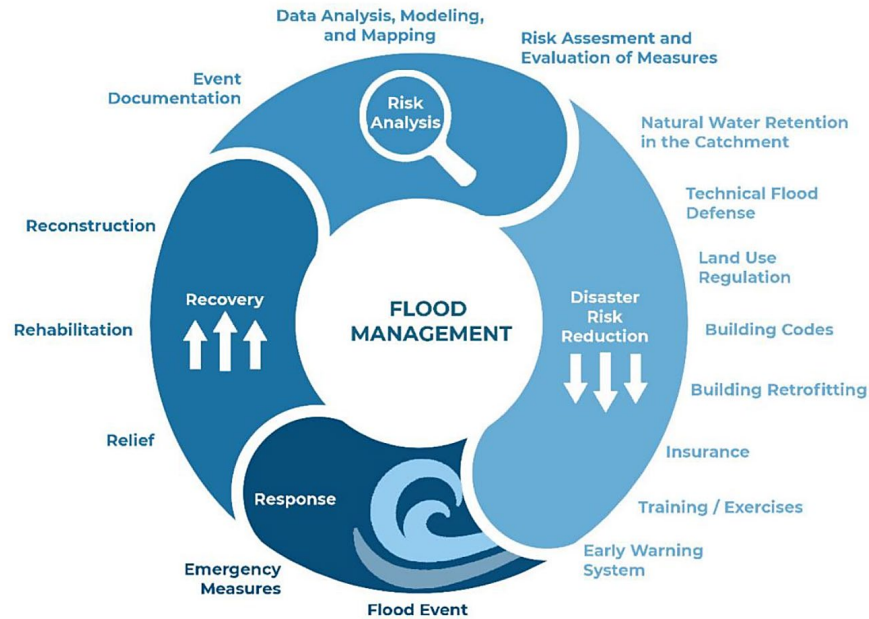 Data Analysis, Modeling,
and Mapping
Risk Assesment and
Evaluation of Measures
Event
Documentation
Risk
Analysis
Natural Water Retention
in the Catchment
Technical Flood
Defense
Reconstruction
Land Use
Regulation
Recovery
FLOOD
MANAGEMENT
Disaster
Risk
Reduction
Rehabilitation
Building Codes
Building Retrofitting
Relief
Insurance
Response
Training / Exercises
Early Warning
System
Emergency
Measures
Flood Event